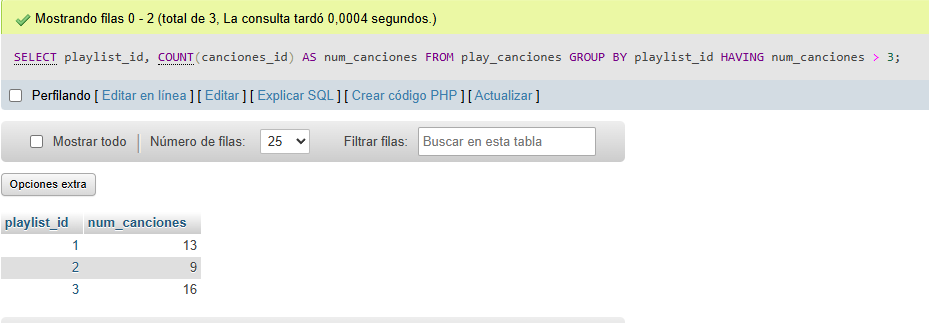 Mostrando filas 0 - 2 (total de 3, La consulta tardó 0,0004 segundos.)
SELECT playlist_id, COUNT(canciones_id) AS num_canciones FROM play_canciones GROUP BY playlist_id HAVING num_canciones > 3;
Perfilando [ Editar en línea ] [ Editar ] [ Explicar SQL ] [ Crear código PHP ] [ Actualizar ]
Mostrar todo Número de filas: 25 Filtrar filas: Buscar en esta tabla
Opciones extra
playlist_id num_canciones
1 13
2 9
3 16